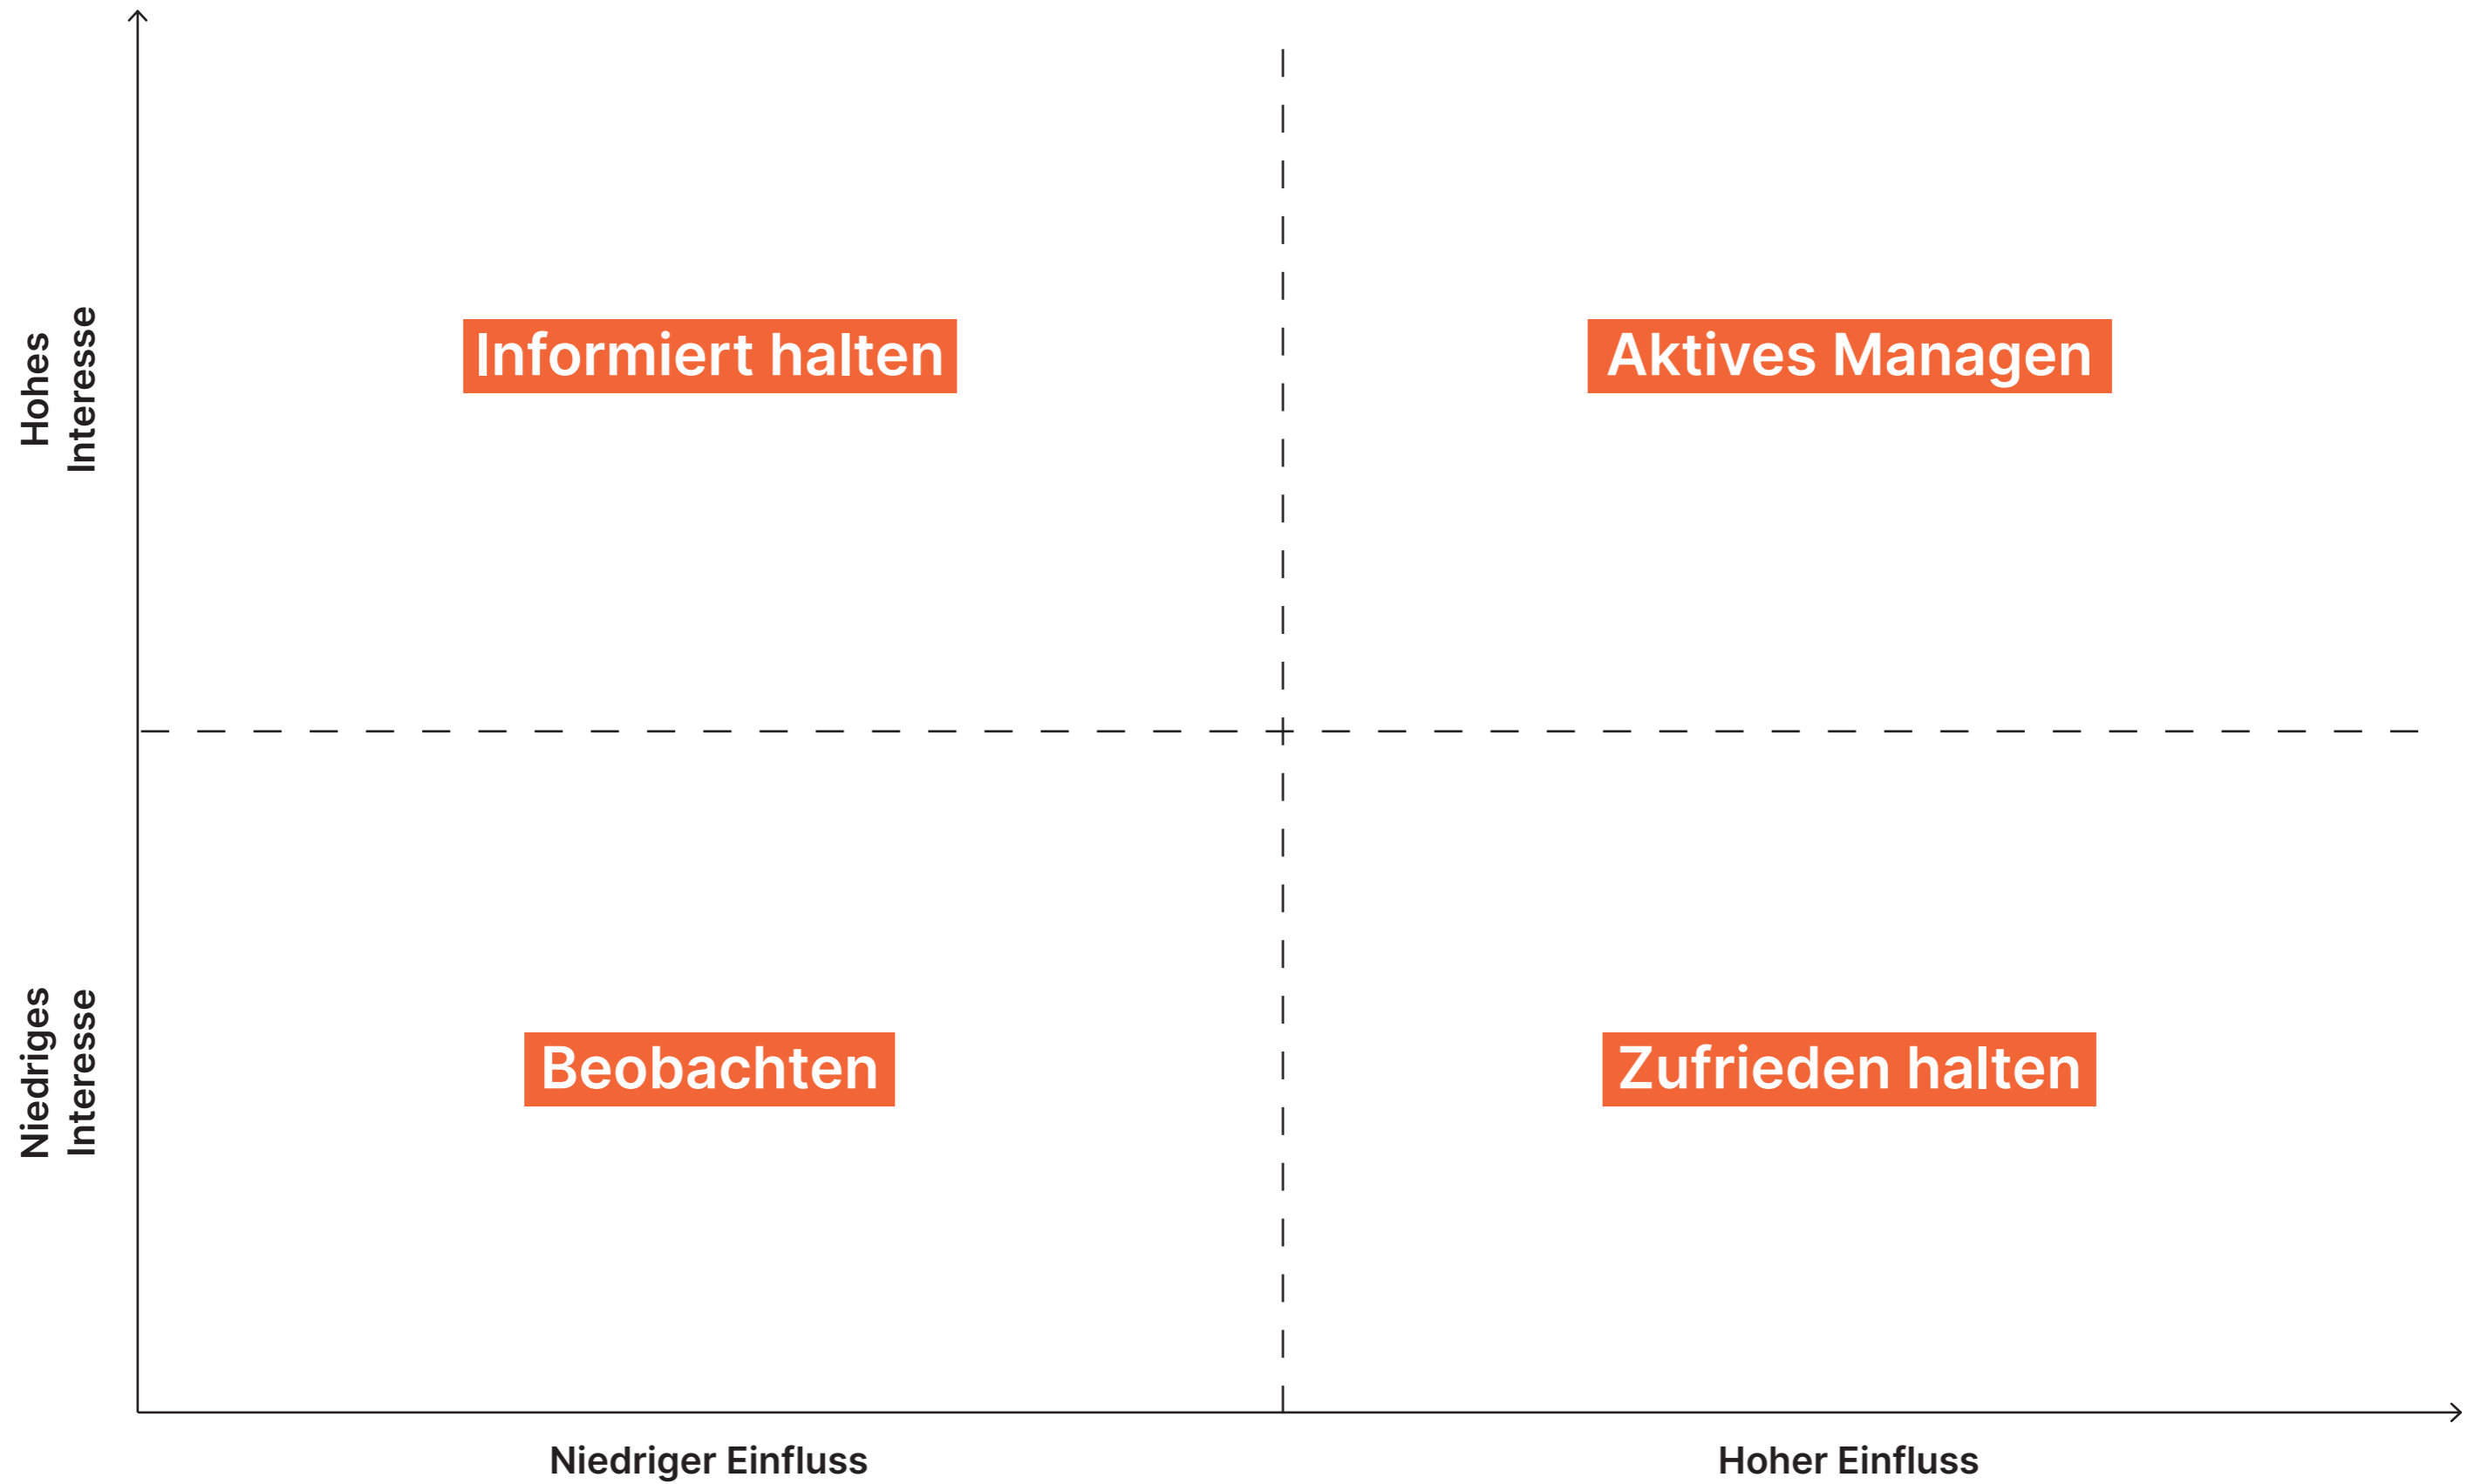 Hohes
Interesse
Informiert halten
Aktives Managen
Niedriges
Interesse
Beobachten
Zufrieden halten
Niedriger Einfluss
Hoher Einfluss